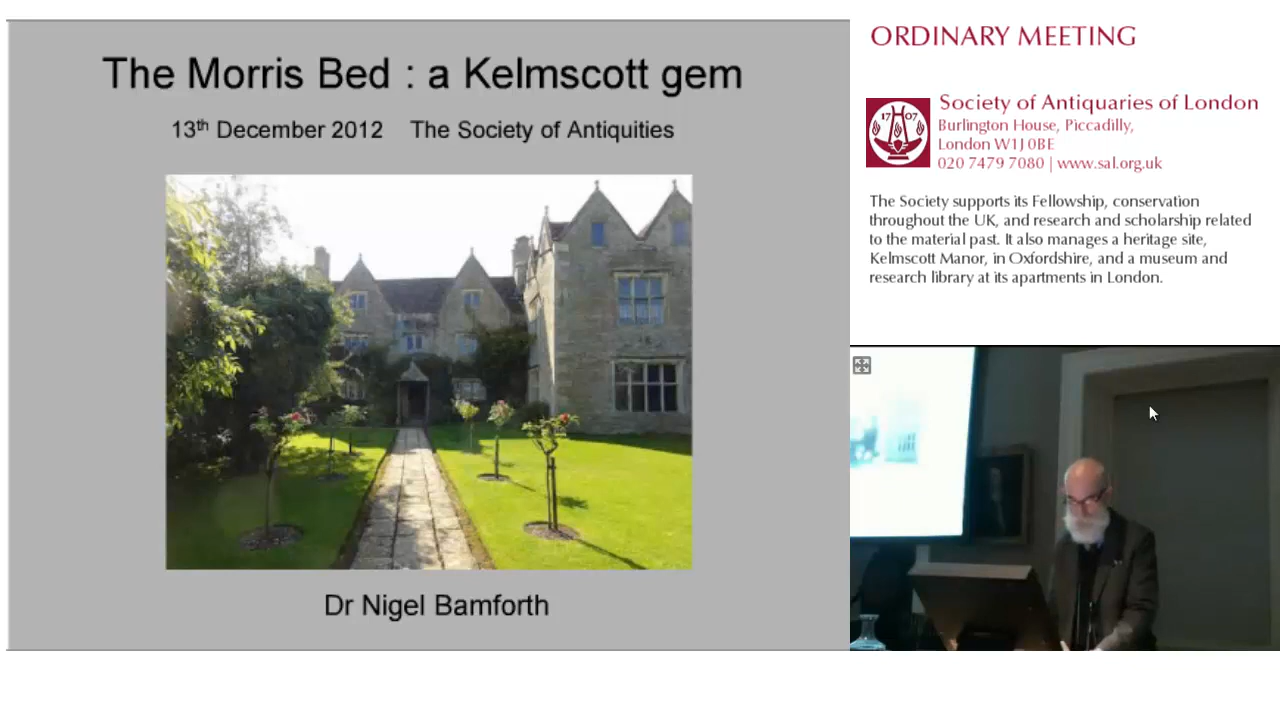 The Morris Bed : a Kelmscott gem
13th December 2012 The Society of Antiquities
Dr Nigel Bamforth
ORDINARY MEETING
17 07
Society of Antiquaries of London
Burlington House, Piccadilly,
London W1J 0BE
020 7479 7080 | www.sal.org.uk
The Society supports its Fellowship, conservation
throughout the UK, and research and scholarship related
to the material past. It also manages a heritage site,
Kelmscott Manor, in Oxfordshire, and a museum and
research library at its apartments in London.